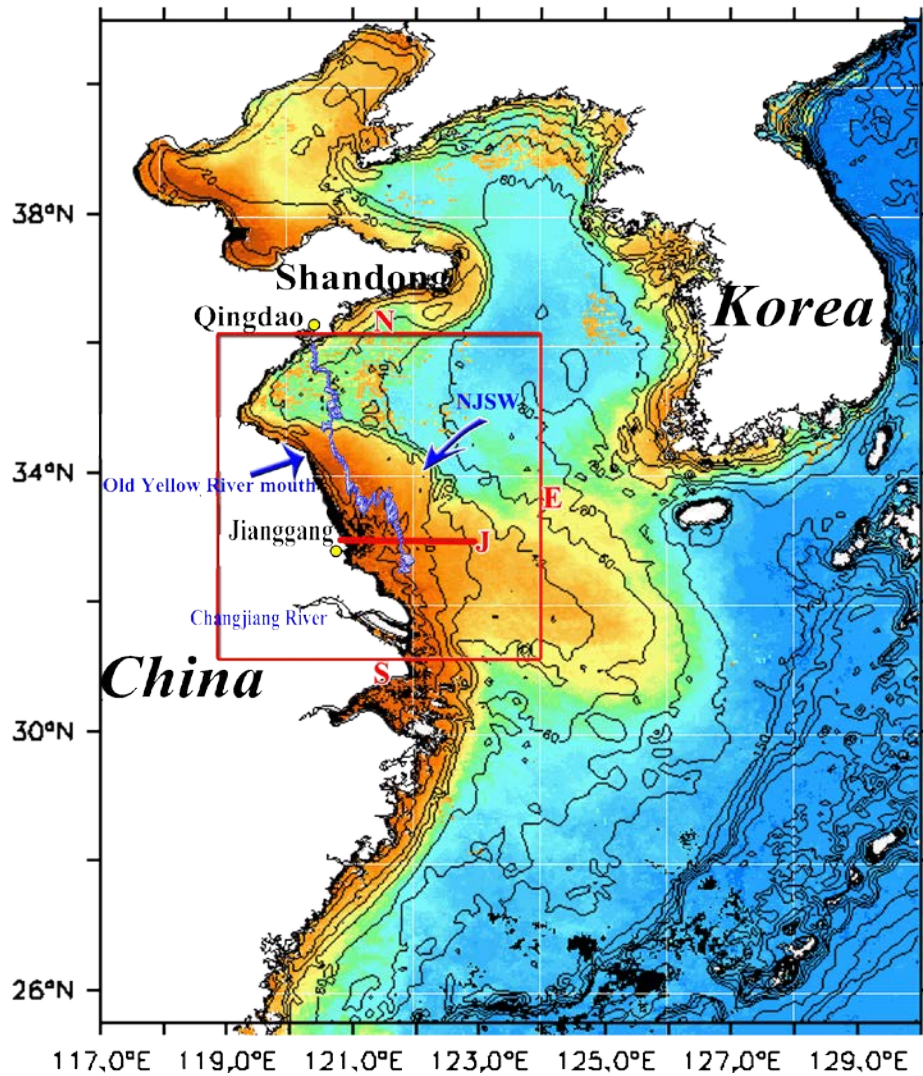 38°N
Shandong
Qingdao
N
Korea
NJSW
34°N
Old Yellow River mouth
E
Jianggang
J
Changjiang River
China
S
30°N
26°N
117.0°E 119.0°E 121.0°E 123.0°E 125.0°E 127.0°E 129.0°E